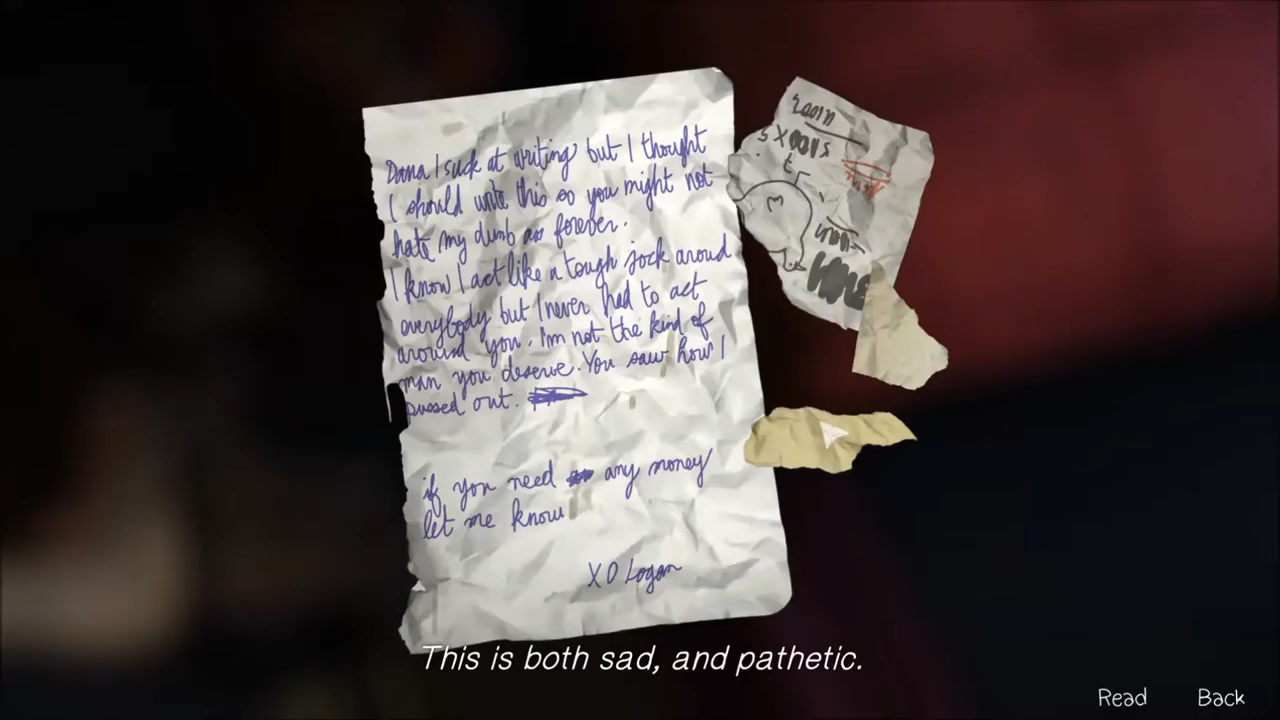 Dana I suck at writing but I thought
I should write this so you might not
hate my dumb ass forever.
I know I act like a tough jock aroud
everybody but I never had to act
around you. I'm not the kind of
man you deserve. You saw how I
pussed out.
if you need any money
let me know
XO Logan
This is both sad, and pathetic.
Read
Back